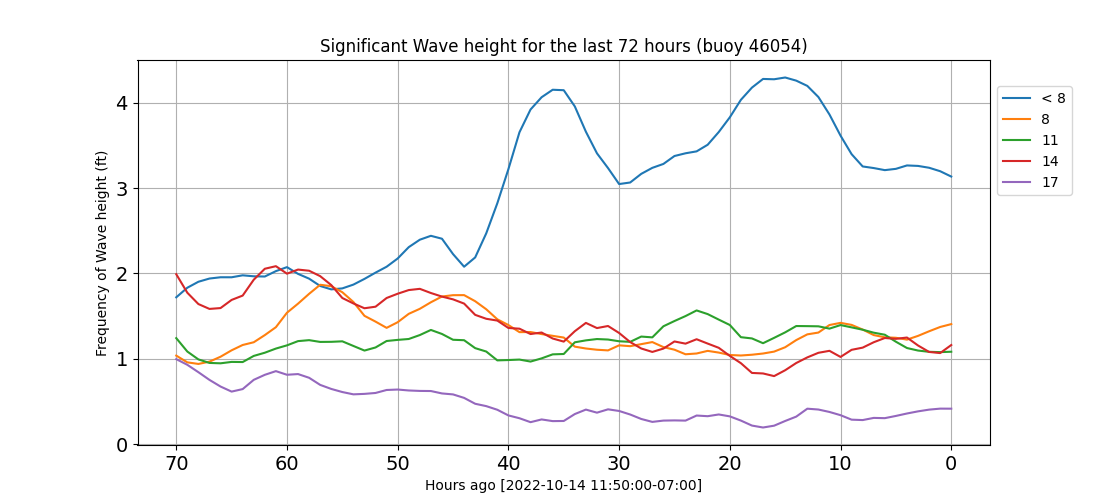 Significant Wave height for the last 72 hours (buoy 46054)
Frequency of Wave height (ft)
4
3
2
1
0
70 60 50 40 30 20 10 0
Hours ago [2022-10-14 11:50:00-07:00]
< 8
8
11
14
17